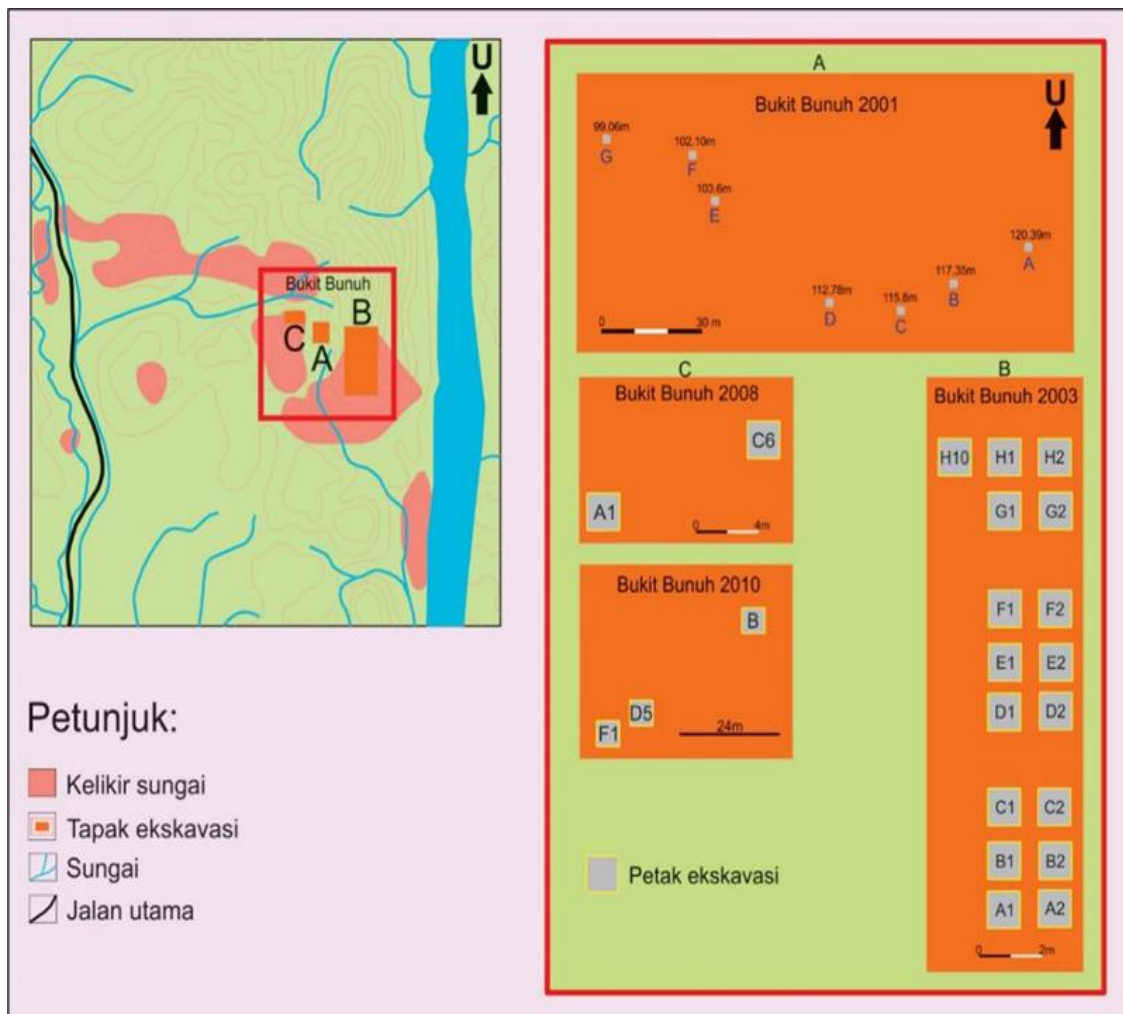 U
Bukit Bunuh
B
C
A
Petunjuk:
Kelikir sungai
Tapak ekskavasi
Sungai
Jalan utama
A
Bukit Bunuh 2001
U
99.06m
G
102.10m
F
103.6m
E
120.39m
A
117.35m
B
112.78m
D
115.8m
C
0 30 m
C
Bukit Bunuh 2008
C6
A1
0 4m
Bukit Bunuh 2010
B
D5
F1
24m
Petak ekskavasi
B
Bukit Bunuh 2003
H10 H1 H2
G1 G2
F1 F2
E1 E2
D1 D2
C1 C2
B1 B2
A1 A2
0 2m